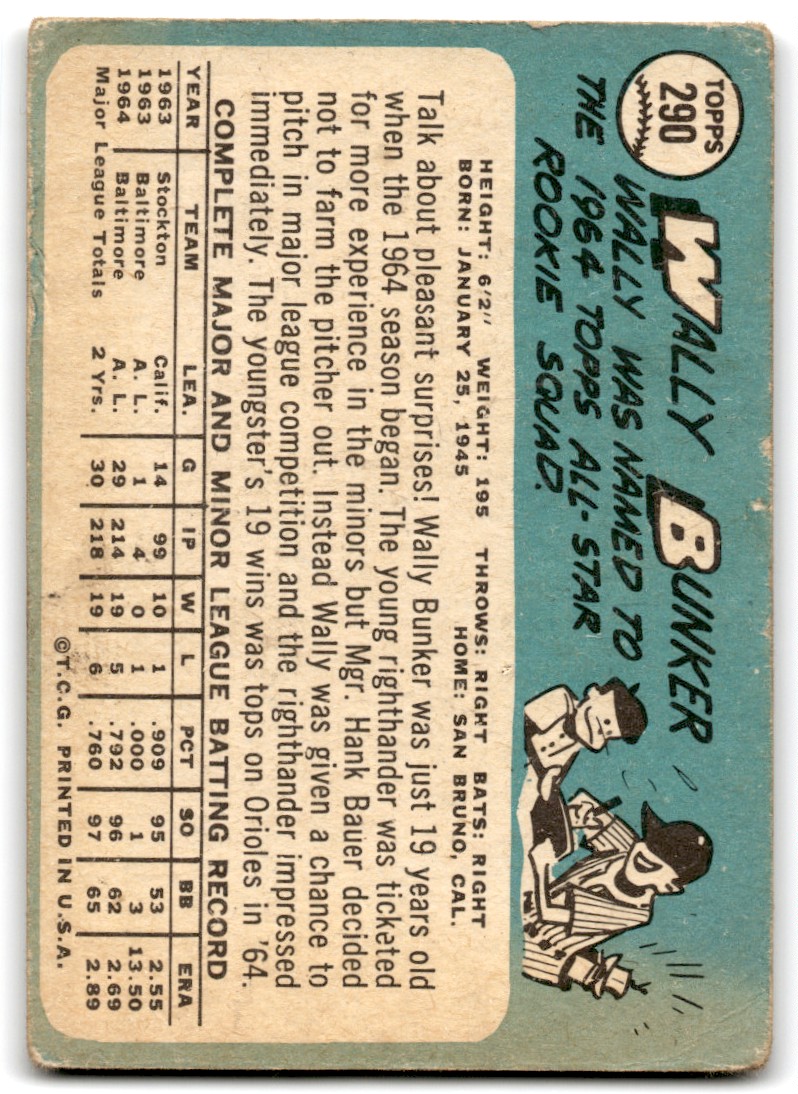 TOPPS
290
WALLY BUNKER
WALLY WAS NAMED TO
THE 1964 TOPPS ALL-STAR
ROOKIE SQUAD.
HEIGHT: 6'2" WEIGHT: 195 THROWS: RIGHT BATS: RIGHT
BORN: JANUARY 25, 1945 HOME: SAN BRUNO, CAL.
Talk about pleasant surprises! Wally Bunker was just 19 years old
when the 1964 season began. The young righthander was ticketed
for more experience in the minors but Mgr. Hank Bauer decided
not to farm the pitcher out. Instead Wally was given a chance to
pitch in major league competition and the righthander impressed
immediately. The youngster's 19 wins was tops on Orioles in '64.
COMPLETE MAJOR AND MINOR LEAGUE BATTING RECORD
YEAR TEAM LEA. G IP W L PCT SO BB ERA
1963 Stockton Calif. 14 99 10 1 .909 95 53 2.55
1963 Baltimore A. L. 1 4 0 1 .000 1 3 13.50
1964 Baltimore A. L. 29 214 19 5 .792 96 62 2.69
Major League Totals 2 Yrs. 30 218 19 6 .760 97 65 2.89
©T.C.G. PRINTED IN U.S.A.